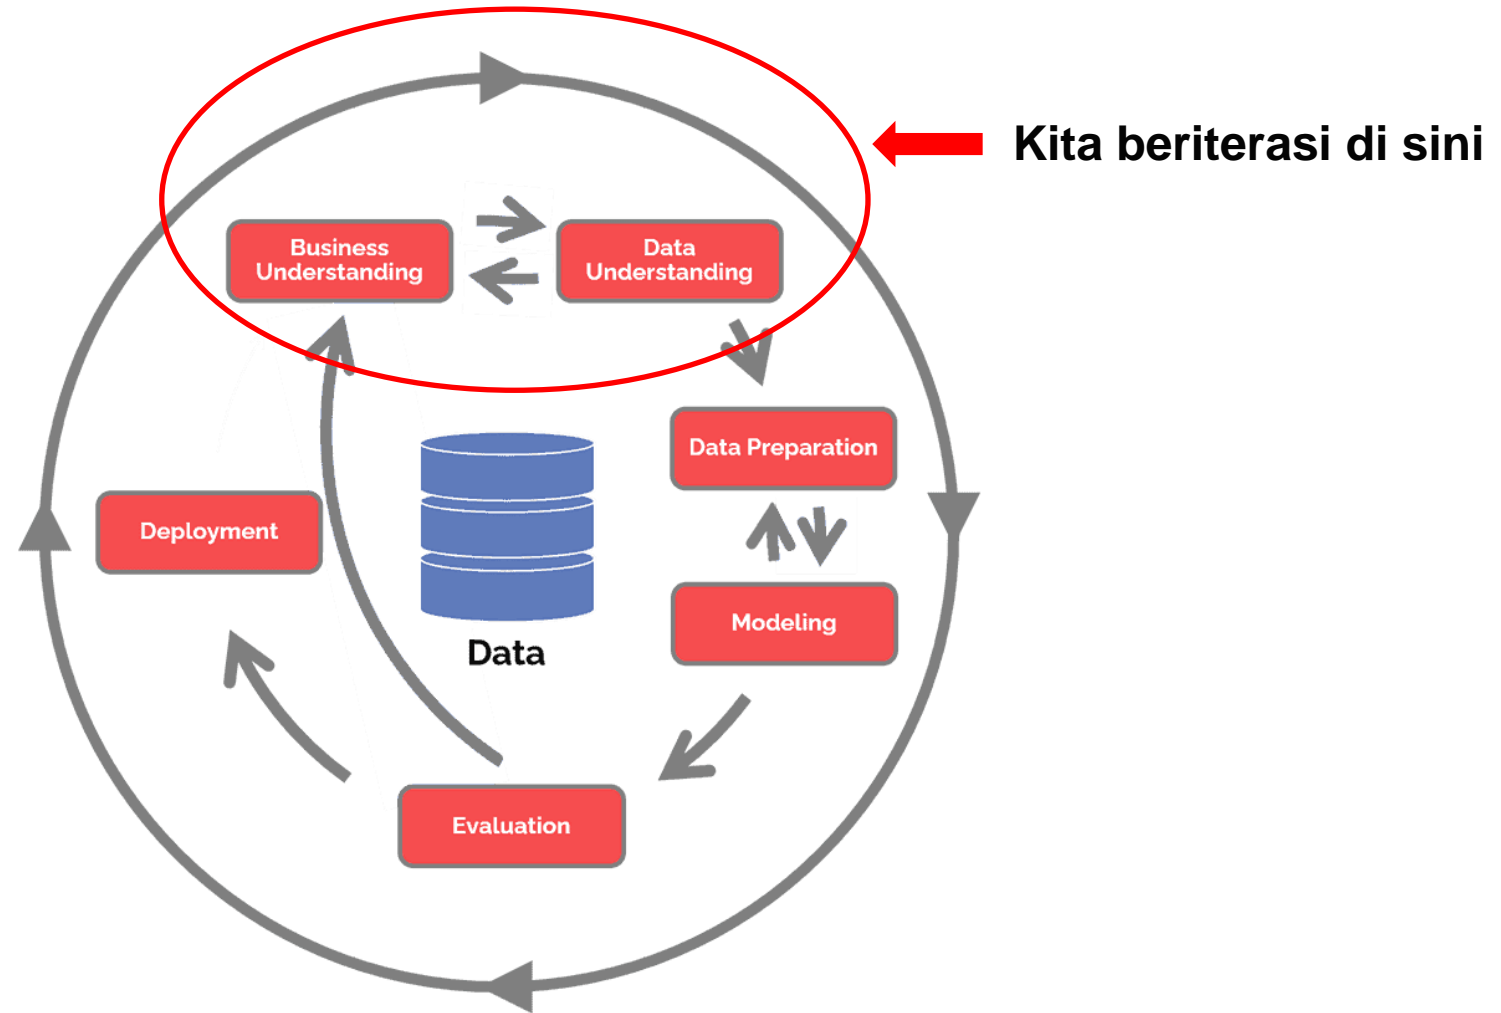 Kita beriterasi di sini
Business
Understanding
Data
Understanding
Data Preparation
Deployment
Modeling
Data
Evaluation